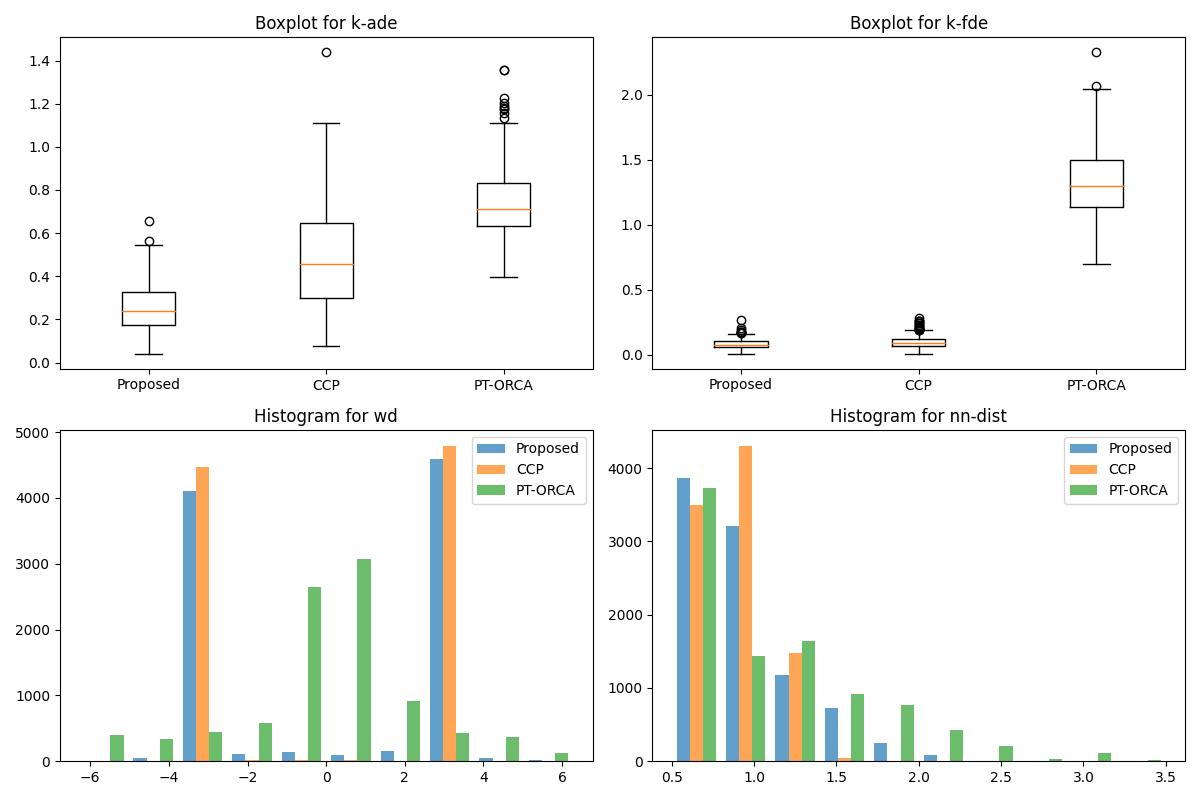 Boxplot for k-ade
1.4
1.2
1.0
0.8
0.6
0.4
0.2
0.0
Proposed CCP PT-ORCA
Boxplot for k-fde
2.0
1.5
1.0
0.5
0.0
Proposed CCP PT-ORCA
Histogram for wd
5000
4000
3000
2000
1000
0
−6 −4 −2 0 2 4 6
Proposed
CCP
PT-ORCA
Histogram for nn-dist
4000
3000
2000
1000
0
0.5 1.0 1.5 2.0 2.5 3.0 3.5
Proposed
CCP
PT-ORCA